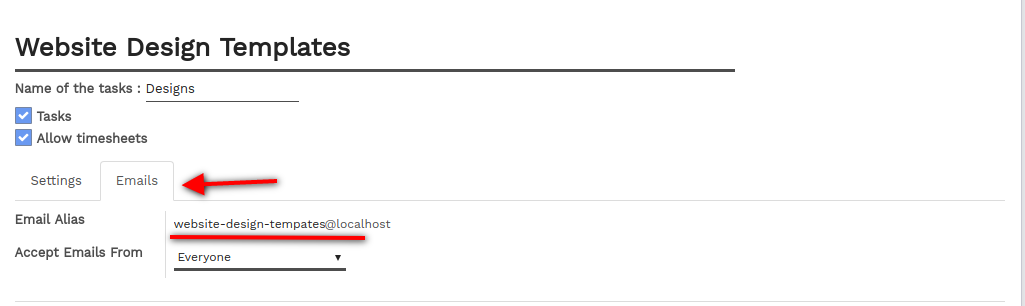 Website Design Templates
Name of the tasks : Designs
Tasks
Allow timesheets
Settings Emails
Email Alias website-design-tempates@localhost
Accept Emails From Everyone